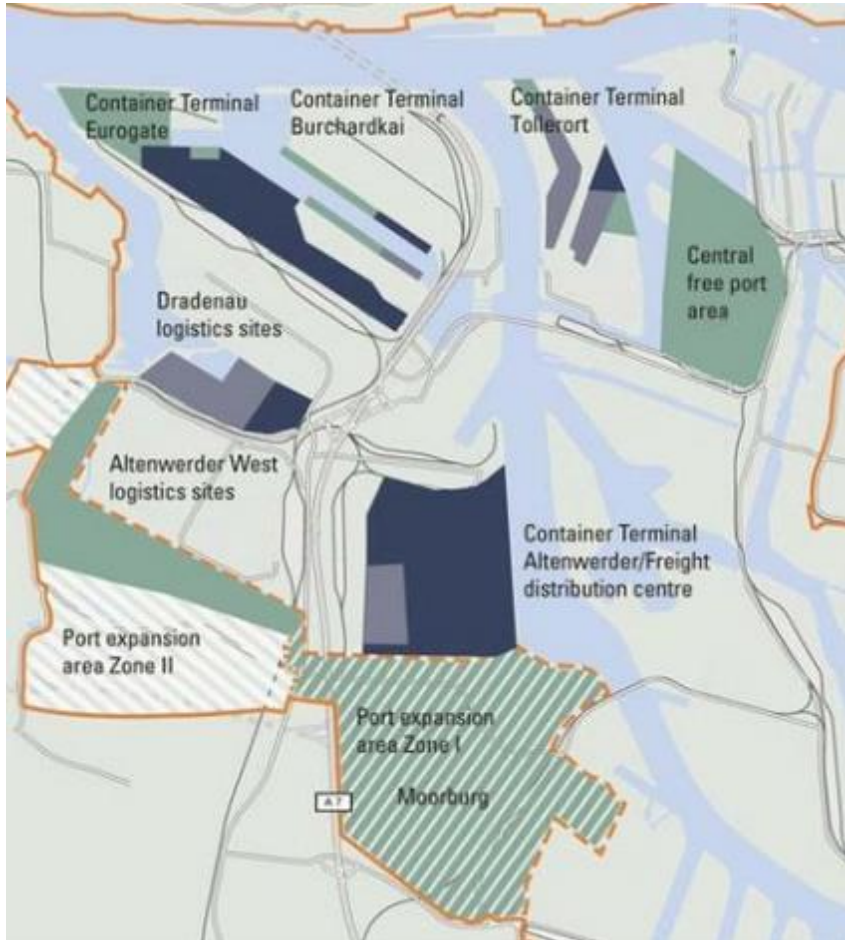 Container Terminal
Eurogate
Container Terminal
Burchardkai
Container Terminal
Tollerort
Central
free port
area
Dradenau
logistics sites
Altenwerder West
logistics sites
Container Terminal
Altenwerder/Freight
distribution centre
Port expansion
area Zone II
Port expansion
area Zone I
Moorburg
A 7